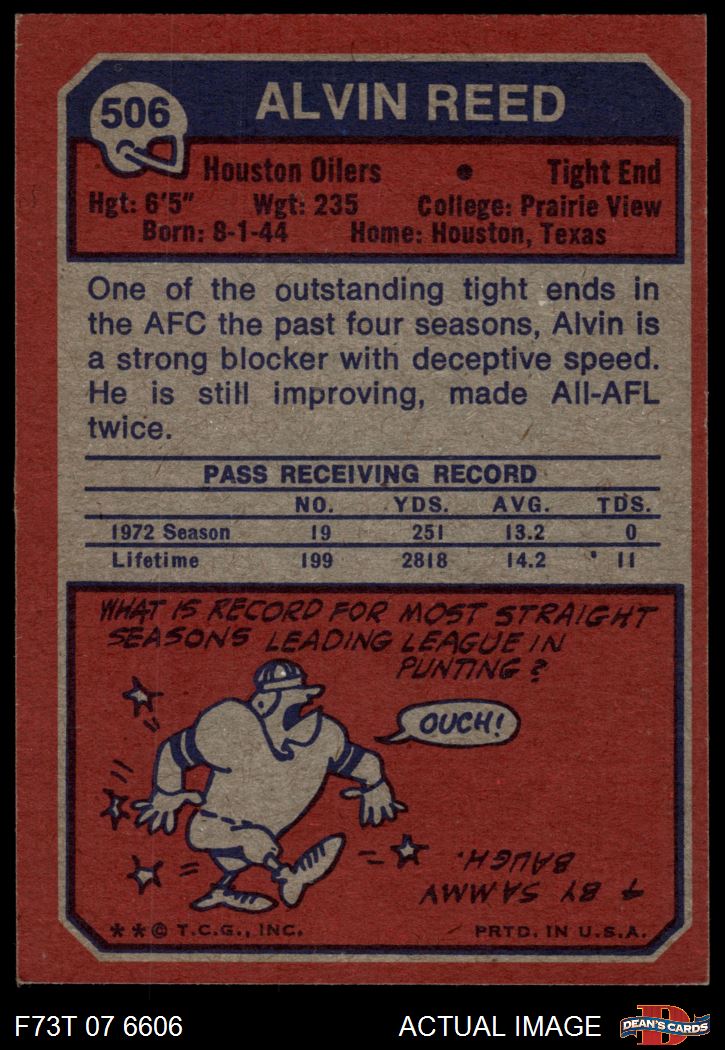 506
ALVIN REED
Houston Oilers • Tight End
Hgt: 6'5" Wgt: 235 College: Prairie View
Born: 8-1-44 Home: Houston, Texas
One of the outstanding tight ends in
the AFC the past four seasons, Alvin is
a strong blocker with deceptive speed.
He is still improving, made All-AFL
twice.
PASS RECEIVING RECORD
NO. YDS. AVG. TDS.
1972 Season 19 251 13.2 0
Lifetime 199 2818 14.2 11
WHAT IS RECORD FOR MOST STRAIGHT
SEASONS LEADING LEAGUE IN
PUNTING?
OUCH!
4 BY SAMMY
BAUGH.
**© T.C.G., INC. PRTD. IN U.S.A.
F73T 07 6606 ACTUAL IMAGE
D
DEAN'S CARDS